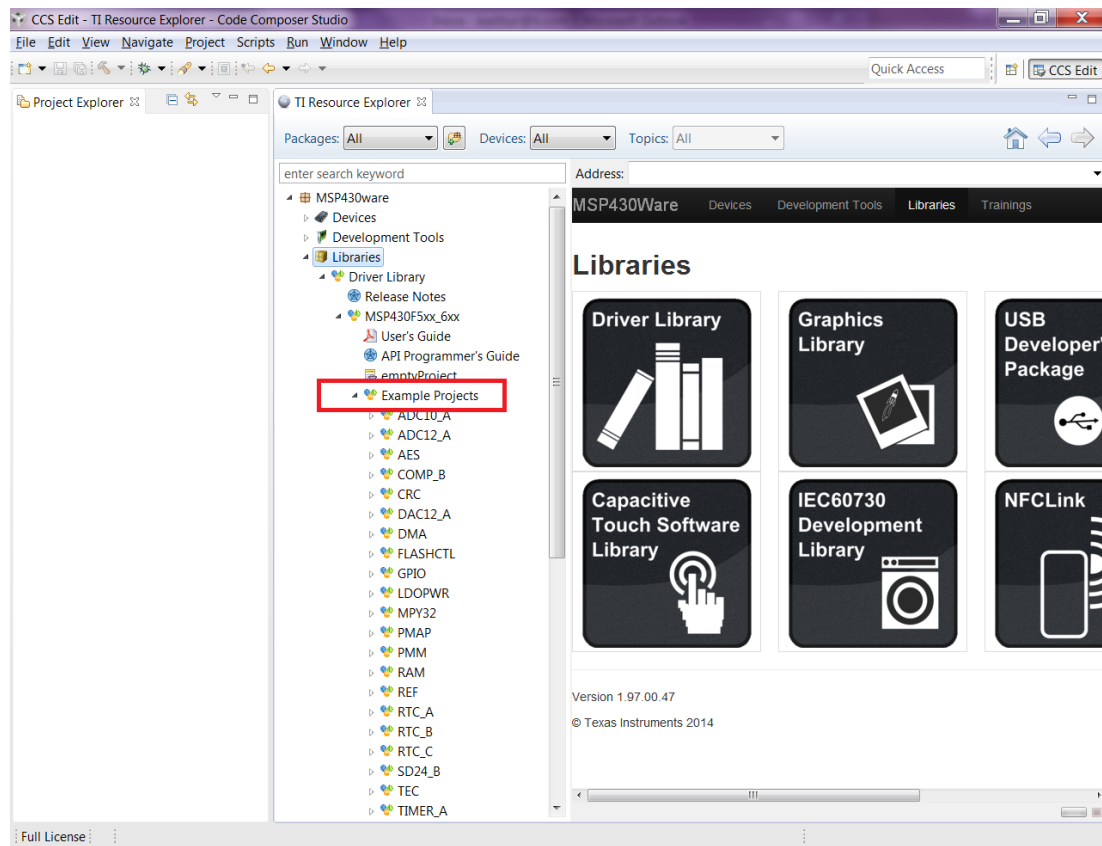 CCS Edit - TI Resource Explorer - Code Composer Studio
File Edit View Navigate Project Scripts Run Window Help
Quick Access
CCS Edit
Project Explorer
TI Resource Explorer
Packages: All Devices: All Topics: All
enter search keyword
Address:
MSP430ware
Devices
Development Tools
Libraries
Driver Library
Release Notes
MSP430F5xx_6xx
User's Guide
API Programmer's Guide
emptyProject
Example Projects
ADC10_A
ADC12_A
AES
COMP_B
CRC
DAC12_A
DMA
FLASHCTL
GPIO
LDOPWR
MPY32
PMAP
PMM
RAM
REF
RTC_A
RTC_B
RTC_C
SD24_B
TEC
TIMER_A
MSP430Ware Devices Development Tools Libraries Trainings
Libraries
Driver Library
Graphics
Library
USB
Developer'
Package
Capacitive
Touch Software
Library
IEC60730
Development
Library
NFCLink
Version 1.97.00.47
© Texas Instruments 2014
Full License